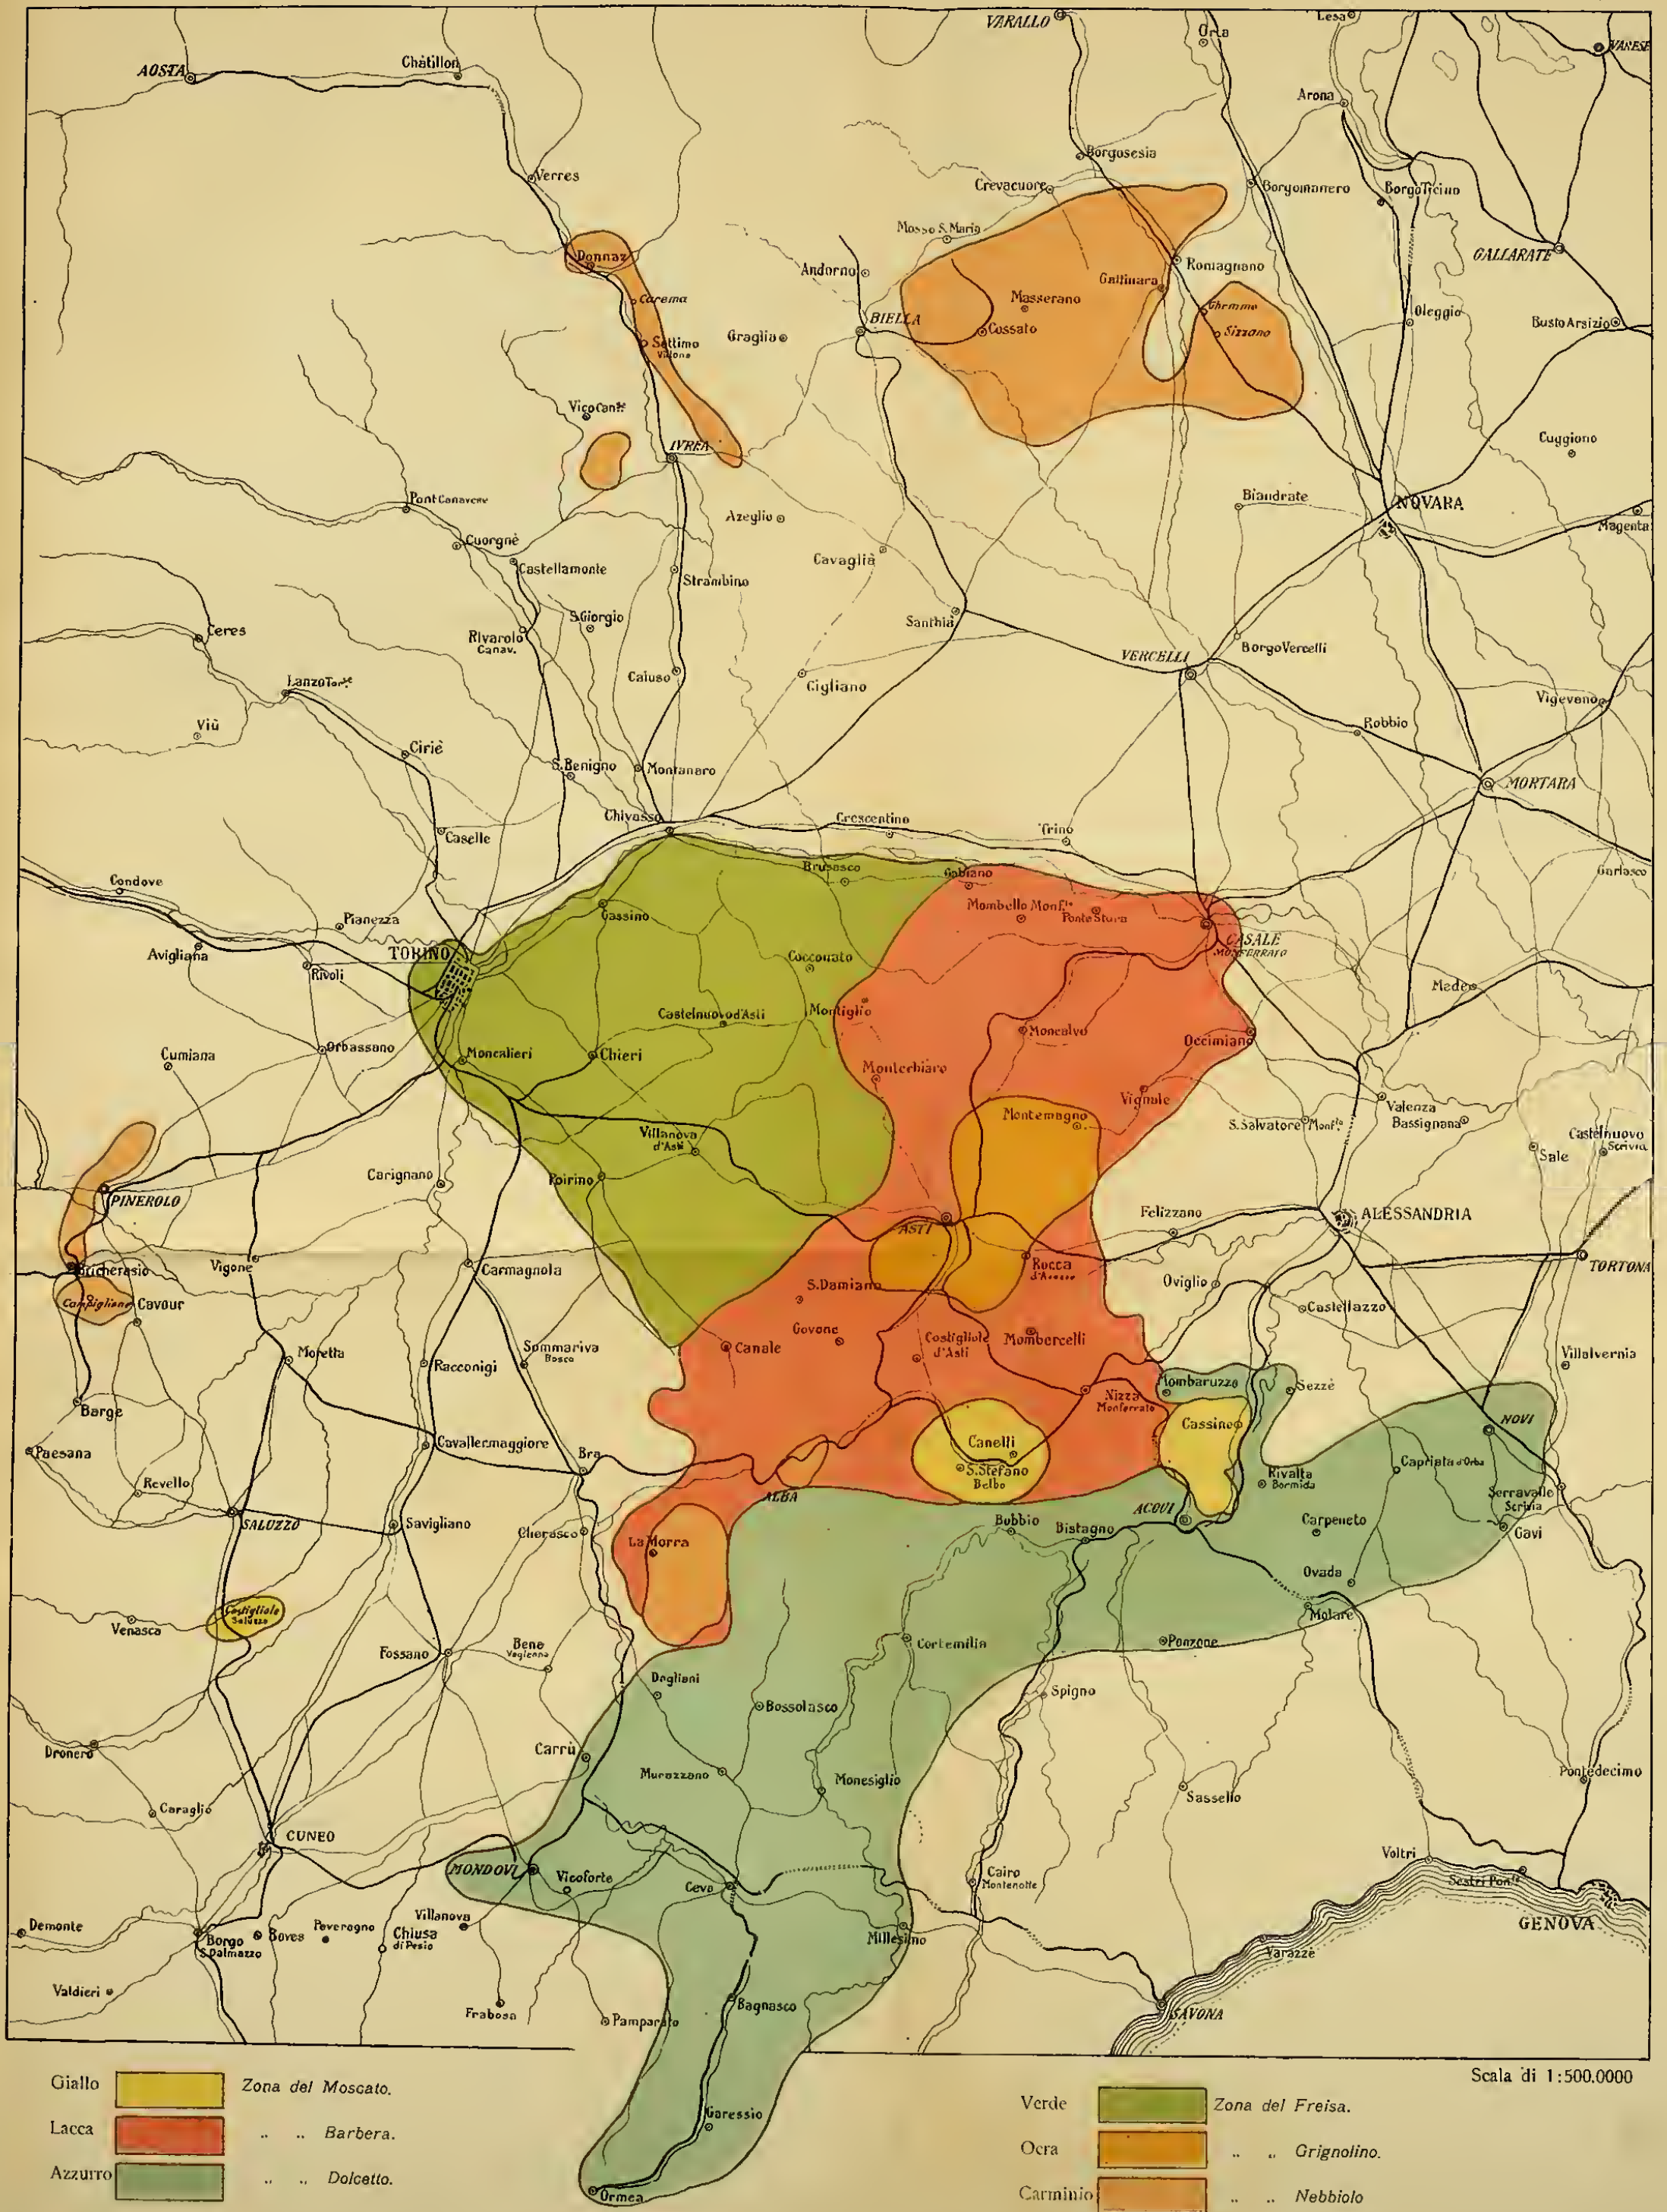 VARALLO
Orta
Lesa
VARESE
AOSTA
Châtillon
Arona
Verres
Borgosesia
Crevacuore
Borgomanero
BorgoTicino
Mosso S. Maria
GALLARATE
Donnaz
Andorno
Romagnano
Gattinara
Carema
Masserano
Ghemme
BIELLA
Cossato
Sizzano
Oleggio
Busto Arsizio
Graglia
Settimo
Vittone
Vico Can.se
IVREA
Cuggiono
Pont Canavese
Biandrate
NOVARA
Azeglio
Magenta
Cuorgnè
Castellamonte
Cavaglià
Strambino
Santhià
Ceres
S.Giorgio
Rivarolo
Canav.
BorgoVercelli
VERCELLI
Caluso
Cigliano
Lanzo Tor.se
Vigevano
Viù
Robbio
Ciriè
S.Benigno
Montanaro
MORTARA
Chivasso
Crescentino
Trino
Caselle
Condove
Brusasco
Gabiano
Garlasco
Pianezza
Gassino
Mombello Monf.to
Ponte Stura
Avigliana
TORINO
CASALE
MONFERRATO
Rivoli
Cocconato
Mede
Castelnuovo d'Asti
Montiglio
Moncalvo
Occimiano
Cumiana
Orbassano
Moncalieri
Chieri
Montechiaro
Vignale
Montemagno
S.Salvatore Monf.to
Valenza
Bassignana
Castelnuovo
Scrivia
Sale
Villanova
d'Asti
Carignano
Poirino
PINEROLO
Felizzano
ALESSANDRIA
ASTI
Bricherasio
Vigone
Carmagnola
Rocca
d'Arazzo
TORTONA
Oviglio
S.Damiano
Campiglione
Cavour
Castellazzo
Govone
Costigliole
d'Asti
Mombercelli
Moretta
Racconigi
Sommariva
Bosco
Canale
Villalvernia
Mombaruzzo
Sezzè
Barge
Nizza
Monferrato
Cassine
NOVI
Paesana
Cavallermaggiore
Bra
Canelli
S.Stefano
Belbo
Capriata d'Orba
Revello
Rivalta
Bormida
Serravalle
Scrivia
ALBA
ACQUI
SALUZZO
Savigliano
Cherasco
Bubbio
Bistagno
Carpeneto
Gavi
La Morra
Ovada
Costigliole
Saluzzo
Venasca
Molare
Fossano
Bene
Vagienna
Cortemilia
Ponzone
Dogliani
Spigno
Bossolasco
Dronero
Carrù
Murazzano
Monesiglio
Pontedecimo
Sassello
Caraglio
CUNEO
Voltri
MONDOVI
Vicoforte
Ceva
Cairo
Montenotte
Sestri Pon.te
Demonte
Borgo
S.Dalmazzo
Boves
Peveragno
Chiusa
di Pesio
Villanova
Millesimo
GENOVA
Varazze
Valdieri
Frabosa
Pamparato
Bagnasco
SAVONA
Scala di 1:500.0000
Giallo Zona del Moscato.
Lacca „ „ Barbera.
Azzurro „ „ Dolcetto.
Garessio
Ormea
Verde Zona del Freisa.
Ocra „ „ Grignolino.
Carminio „ „ Nebbiolo